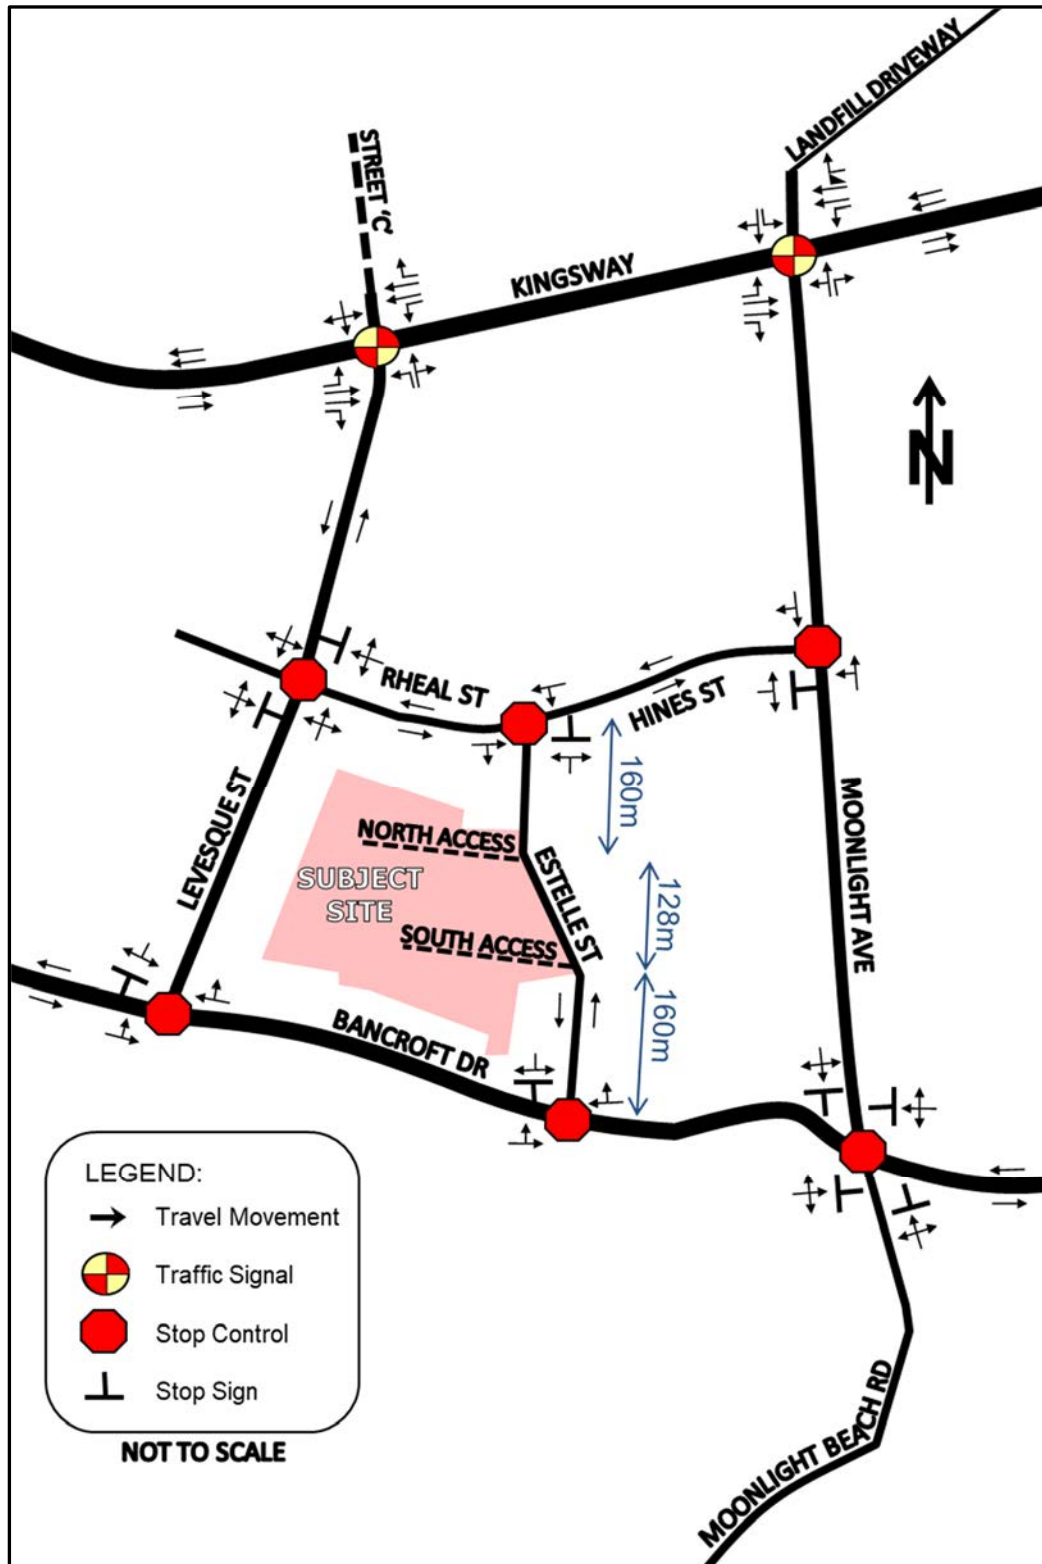 LANDFILL DRIVEWAY
STREET 'C'
KINGSWAY
N
RHEAL ST
HINES ST
160m
LEVESQUE ST
NORTH ACCESS
SUBJECT
SITE
ESTELLE ST
128m
MOONLIGHT AVE
SOUTH ACCESS
160m
BANCROFT DR
LEGEND:
Travel Movement
Traffic Signal
Stop Control
Stop Sign
NOT TO SCALE
MOONLIGHT BEACH RD